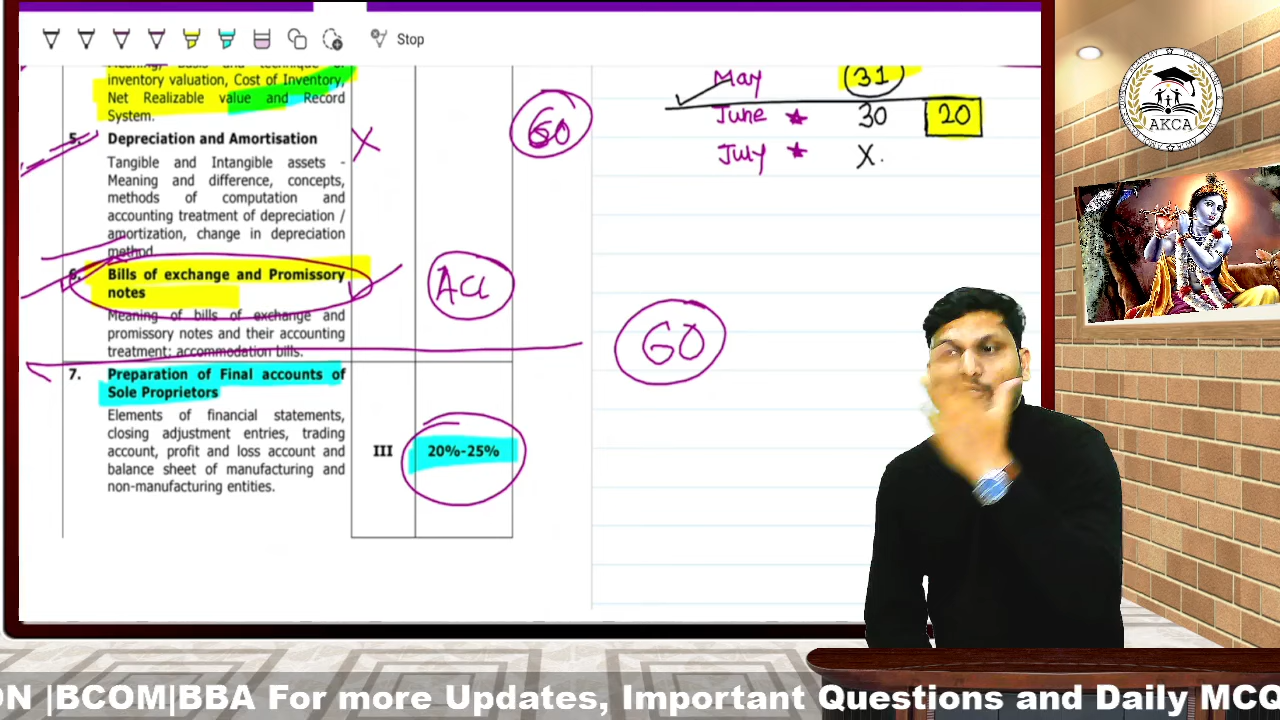 Stop
inventory valuation, Cost of Inventory,
Net Realizable value and Record
System.
5. Depreciation and Amortisation
Tangible and Intangible assets -
Meaning and difference, concepts,
methods of computation and
accounting treatment of depreciation /
amortization, change in depreciation
method.
6. Bills of exchange and Promissory
notes
Meaning of bills of exchange and
promissory notes and their accounting
treatment; accommodation bills.
7. Preparation of Final accounts of
Sole Proprietors
Elements of financial statements,
closing adjustment entries, trading
account, profit and loss account and
balance sheet of manufacturing and
non-manufacturing entities.
III 20%-25%
X
May 31
June ★ 30 20
July ★ X.
60
AKCA
ON |BCOM|BBA For more Updates, Important Questions and Daily MCQ